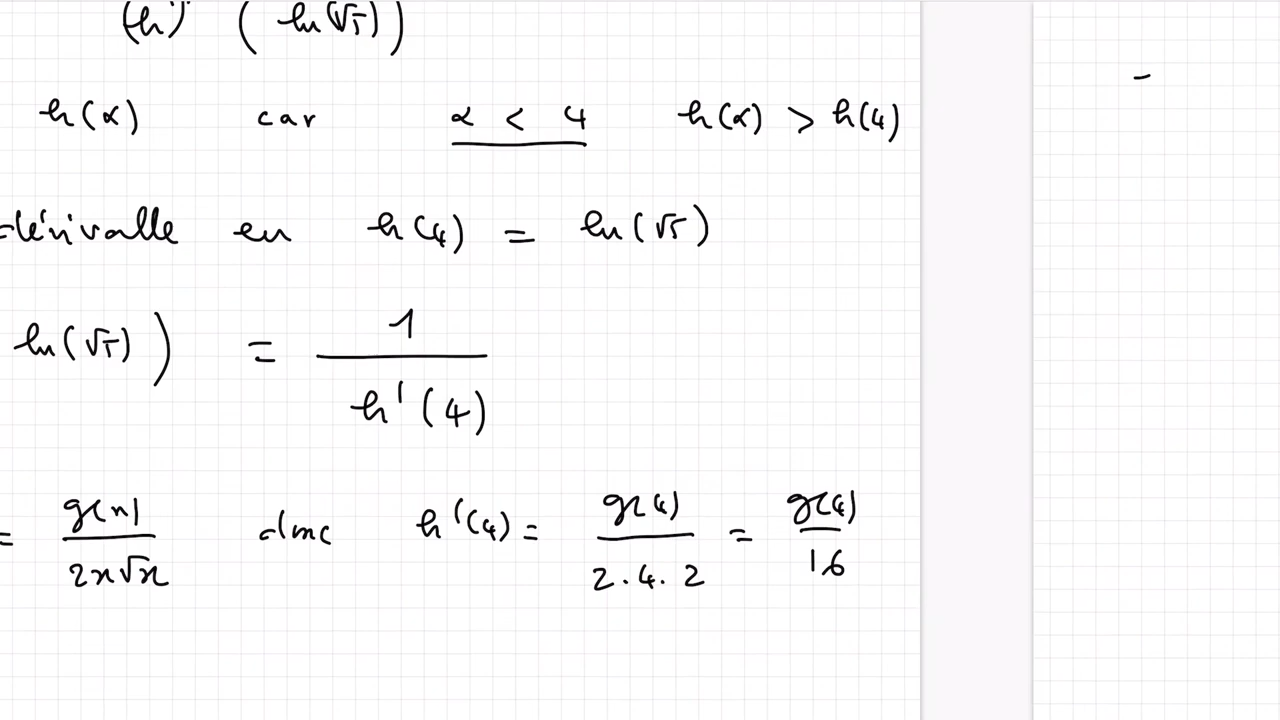 (h)' ( ln(√5) )
h(α) car α < 4 h(α) > h(4)
dérivable en h(4) = ln(√5)
ln(√5) ) = 1 / h'(4)
= g(x) / 2x√x donc h'(4) = g(4) / 2.4.2 = g(4) / 16